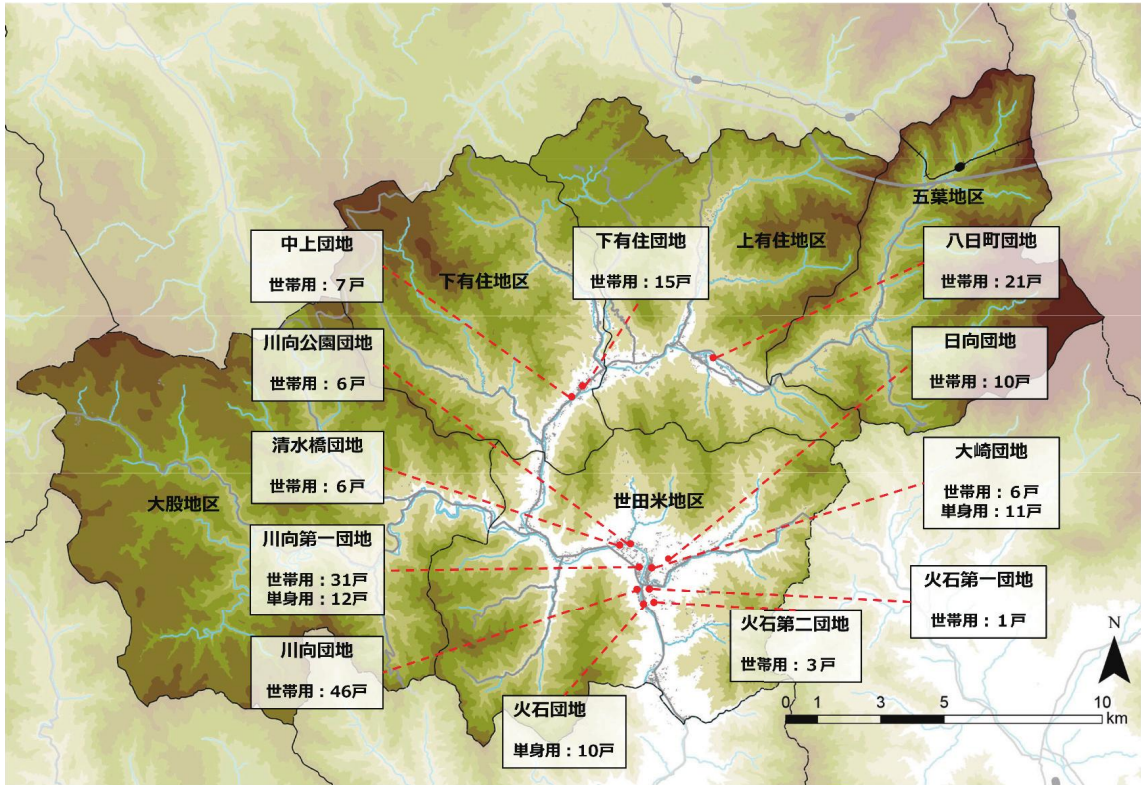 五葉地区
中上団地
世帯用：7戸
下有住団地
世帯用：15戸
上有住地区
八日町団地
世帯用：21戸
下有住地区
川向公園団地
世帯用：6戸
日向団地
世帯用：10戸
清水橋団地
世帯用：6戸
大股地区
世田米地区
大崎団地
世帯用：6戸
単身用：11戸
川向第一団地
世帯用：31戸
単身用：12戸
火石第一団地
世帯用：1戸
川向団地
世帯用：46戸
火石第二団地
世帯用：3戸
火石団地
単身用：10戸
N
0 1 3 5 10
km